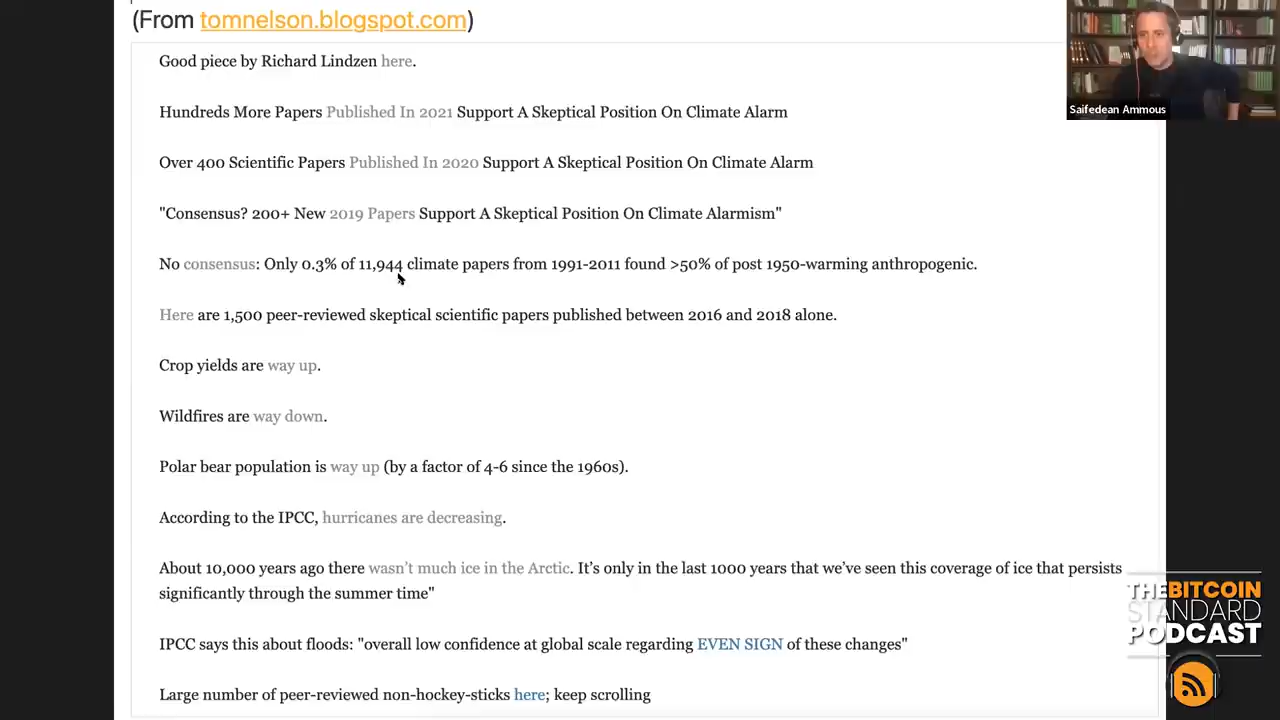 (From tomnelson.blogspot.com)
Good piece by Richard Lindzen here.
Saifedean Ammous
Hundreds More Papers Published In 2021 Support A Skeptical Position On Climate Alarm
Over 400 Scientific Papers Published In 2020 Support A Skeptical Position On Climate Alarm
"Consensus? 200+ New 2019 Papers Support A Skeptical Position On Climate Alarmism"
No consensus: Only 0.3% of 11,944 climate papers from 1991-2011 found >50% of post 1950-warming anthropogenic.
Here are 1,500 peer-reviewed skeptical scientific papers published between 2016 and 2018 alone.
Crop yields are way up.
Wildfires are way down.
Polar bear population is way up (by a factor of 4-6 since the 1960s).
According to the IPCC, hurricanes are decreasing.
About 10,000 years ago there wasn’t much ice in the Arctic. It’s only in the last 1000 years that we’ve seen this coverage of ice that persists
significantly through the summer time"
IPCC says this about floods: "overall low confidence at global scale regarding EVEN SIGN of these changes"
Large number of peer-reviewed non-hockey-sticks here; keep scrolling
THE BITCOIN
STANDARD
PODCAST